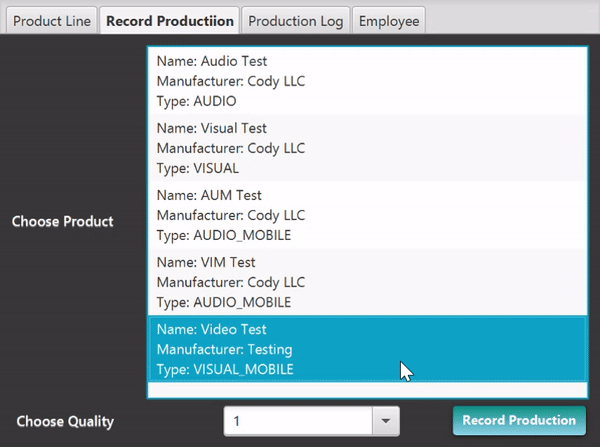 Product Line Record Productiion Production Log Employee
Name: Audio Test
Manufacturer: Cody LLC
Type: AUDIO
Name: Visual Test
Manufacturer: Cody LLC
Type: VISUAL
Name: AUM Test
Manufacturer: Cody LLC
Type: AUDIO_MOBILE
Choose Product
Name: VIM Test
Manufacturer: Cody LLC
Type: AUDIO_MOBILE
Name: Video Test
Manufacturer: Testing
Type: VISUAL_MOBILE
Choose Quality 1 Record Production